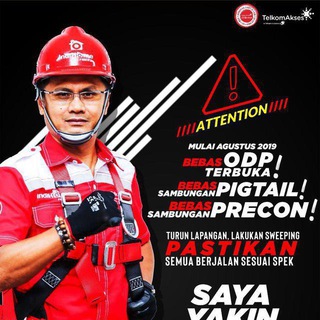 TelkomAkses
ATTENTION
MULAI AGUSTUS 2019
BEBAS ODP
TERBUKA!
BEBAS
SAMBUNGAN PIGTAIL!
BEBAS
SAMBUNGAN PRECON!
TURUN LAPANGAN, LAKUKAN SWEEPING
PASTIKAN
SEMUA BERJALAN SESUAI SPEK
SAYA
YAKIN